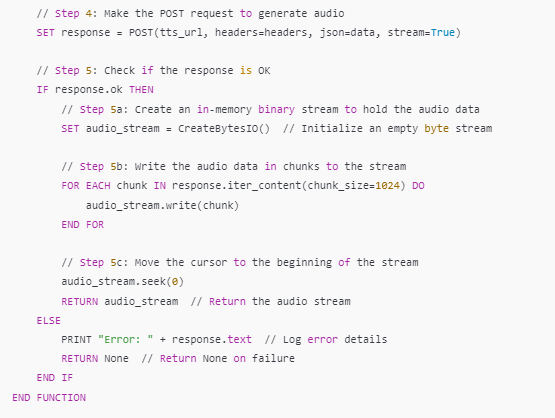 // Step 4: Make the POST request to generate audio
SET response = POST(tts_url, headers=headers, json=data, stream=True)
// Step 5: Check if the response is OK
IF response.ok THEN
// Step 5a: Create an in-memory binary stream to hold the audio data
SET audio_stream = CreateBytesIO()  // Initialize an empty byte stream
// Step 5b: Write the audio data in chunks to the stream
FOR EACH chunk IN response.iter_content(chunk_size=1024) DO
audio_stream.write(chunk)
END FOR
// Step 5c: Move the cursor to the beginning of the stream
audio_stream.seek(0)
RETURN audio_stream  // Return the audio stream
ELSE
PRINT "Error: " + response.text  // Log error details
RETURN None  // Return None on failure
END IF
END FUNCTION